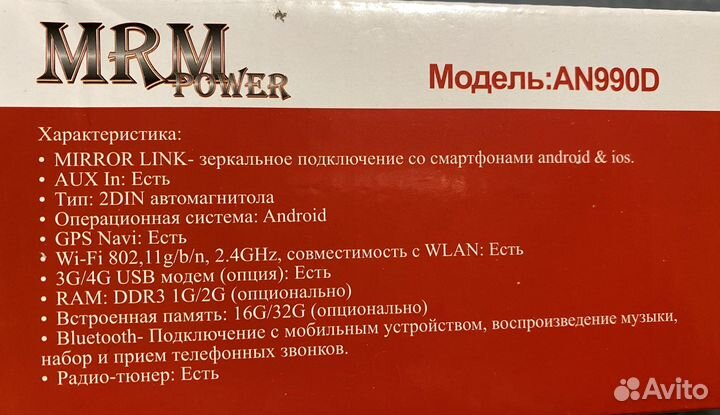 MRM
POWER
Модель:AN990D
Характеристика:
• MIRROR LINK- зеркальное подключение со смартфонами android & ios.
• AUX In: Есть
• Тип: 2DIN автомагнитола
• Операционная система: Android
• GPS Navi: Есть
• Wi-Fi 802,11g/b/n, 2.4GHz, совместимость с WLAN: Есть
• 3G/4G USB модем (опция): Есть
• RAM: DDR3 1G/2G (опционально)
• Встроенная память: 16G/32G (опционально)
• Bluetooth- Подключение с мобильным устройством, воспроизведение музыки,
набор и прием телефонных звонков.
• Радио-тюнер: Есть
Avito